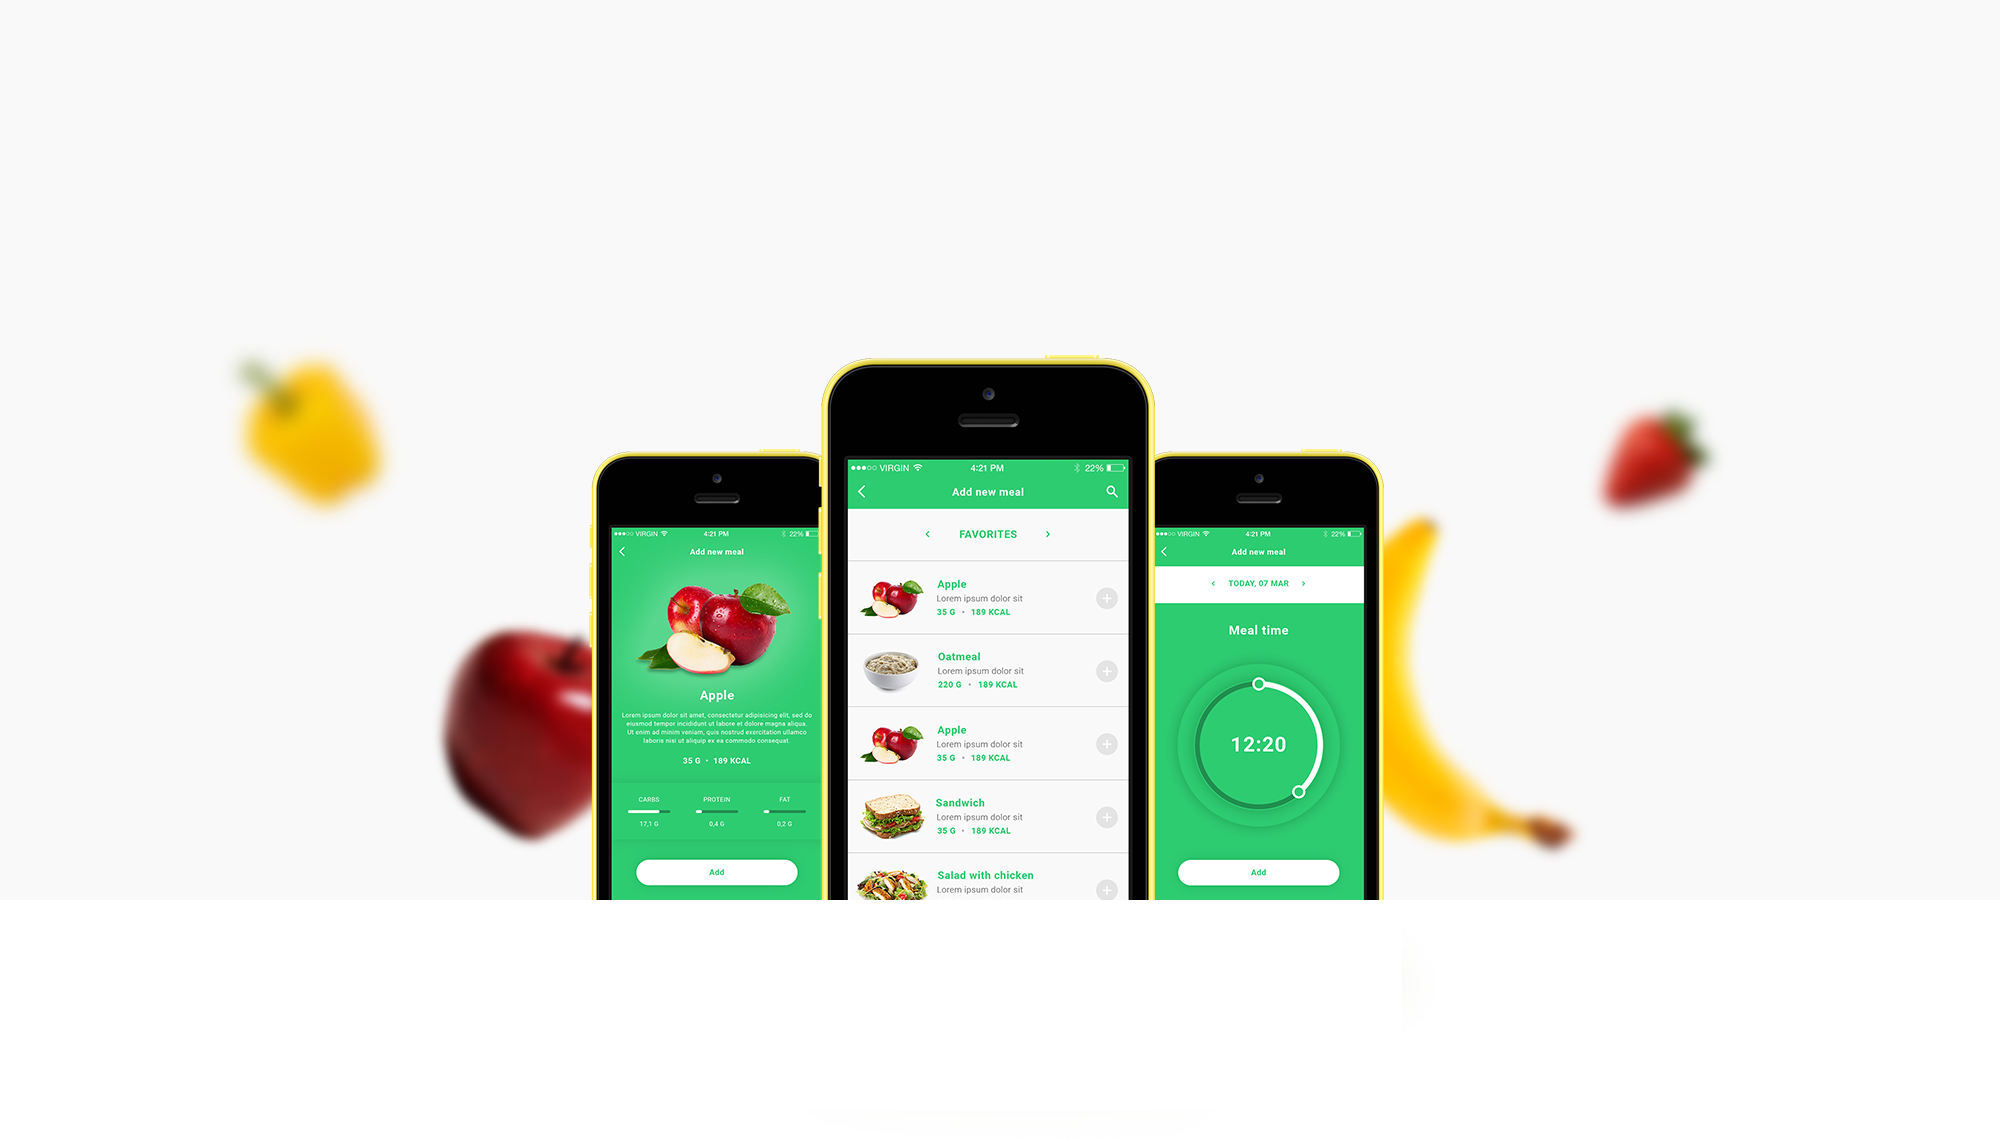 VIRGIN 4:21 PM 22%
Add new meal
Apple
Lorem ipsum dolor sit amet, consectetur adipisicing elit, sed do
eiusmod tempor incididunt ut labore et dolore magna aliqua.
Ut enim ad minim veniam, quis nostrud exercitation ullamco
laboris nisi ut aliquip ex ea commodo consequat.
35 G • 189 KCAL
CARBS PROTEIN FAT
17,1 G 0,4 G 0,2 G
Add
VIRGIN 4:21 PM 22%
Add new meal
FAVORITES
Apple
Lorem ipsum dolor sit
35 G • 189 KCAL
Oatmeal
Lorem ipsum dolor sit
220 G • 189 KCAL
Apple
Lorem ipsum dolor sit
35 G • 189 KCAL
Sandwich
Lorem ipsum dolor sit
35 G • 189 KCAL
Salad with chicken
Lorem ipsum dolor sit
VIRGIN 4:21 PM 22%
Add new meal
TODAY, 07 MAR
Meal time
12:20
Add